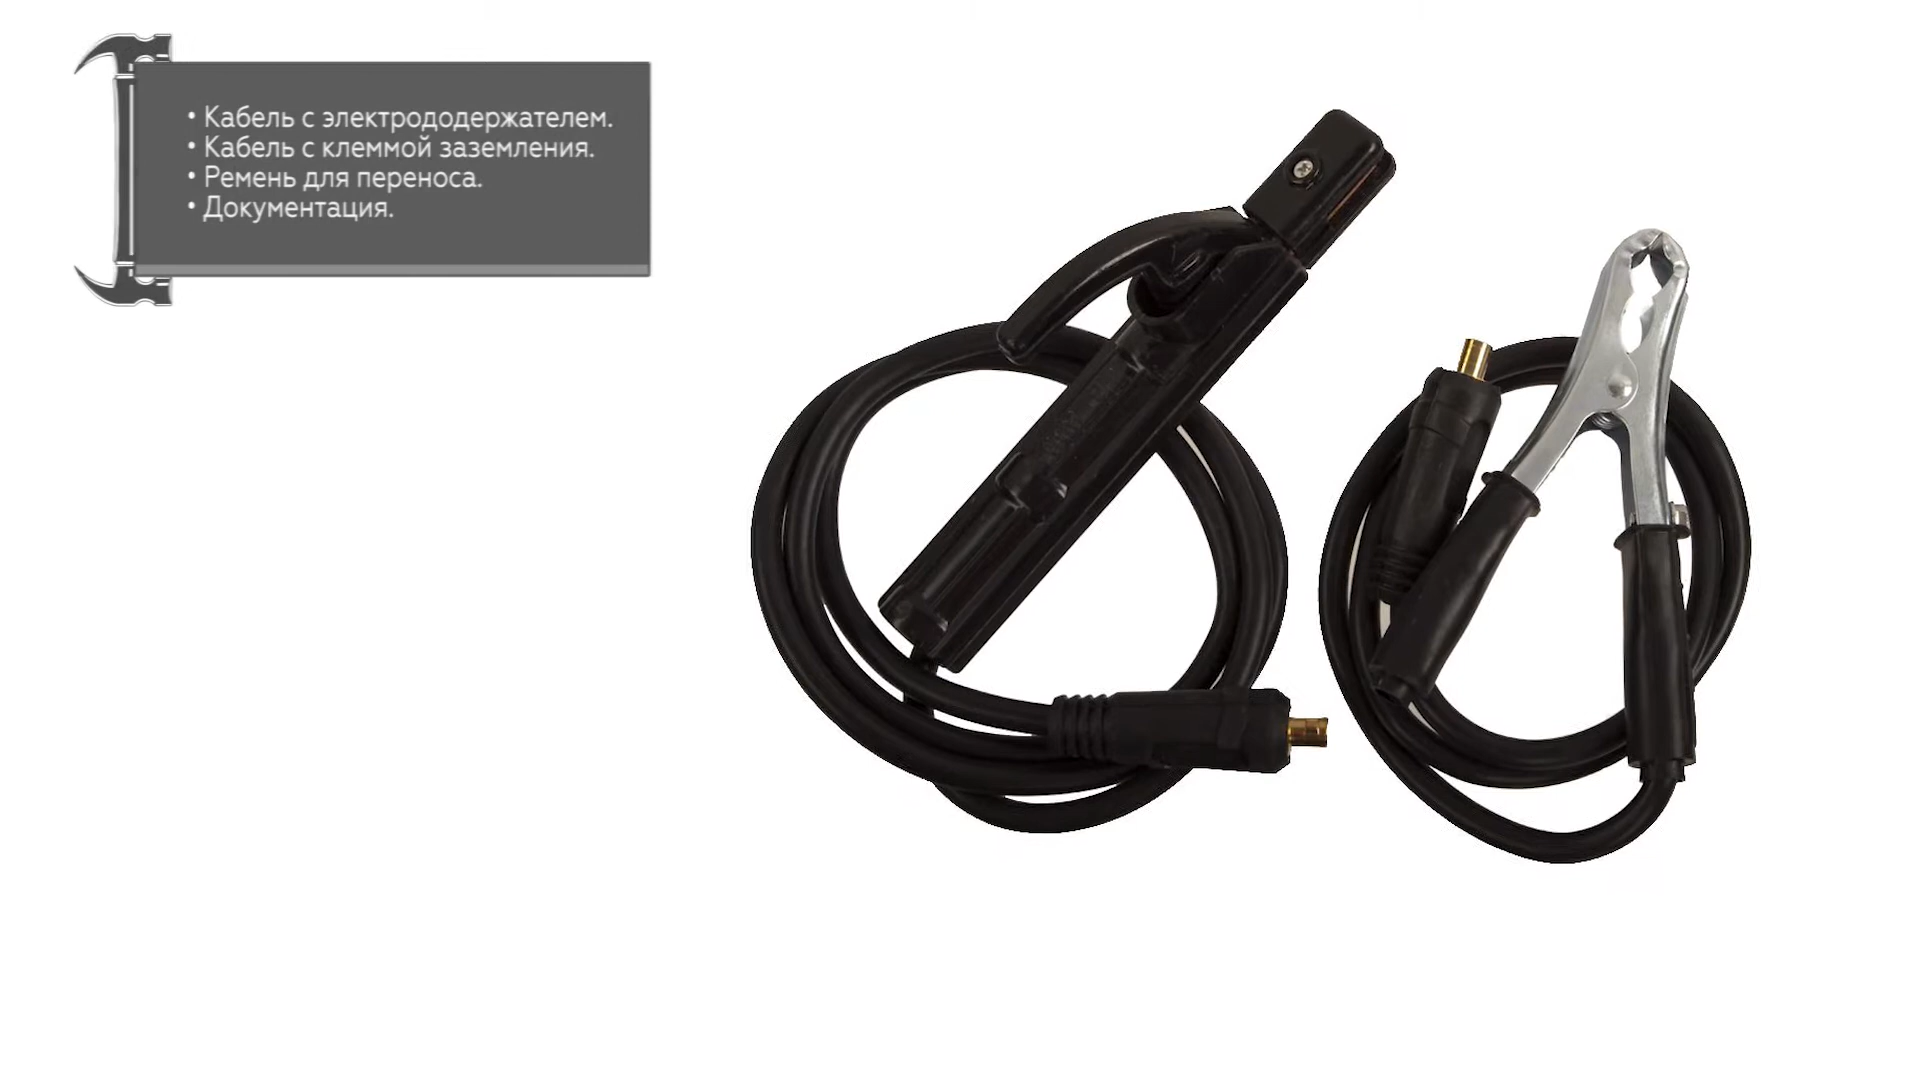 • Кабель с электрододержателем.
• Кабель с клеммой заземления.
• Ремень для переноса.
• Документация.